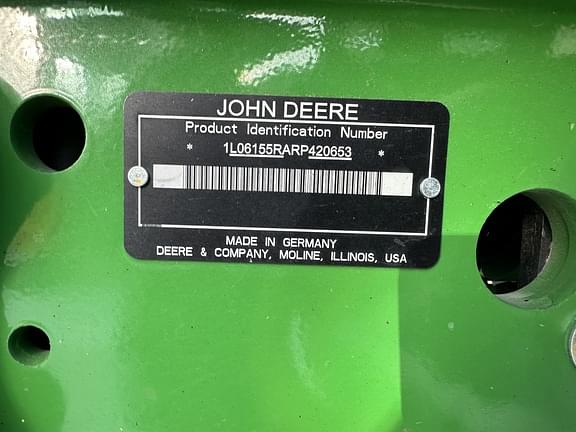 JOHN DEERE
Product Identification Number
* 1L06155RARP420653 *
MADE IN GERMANY
DEERE & COMPANY, MOLINE, ILLINOIS, USA